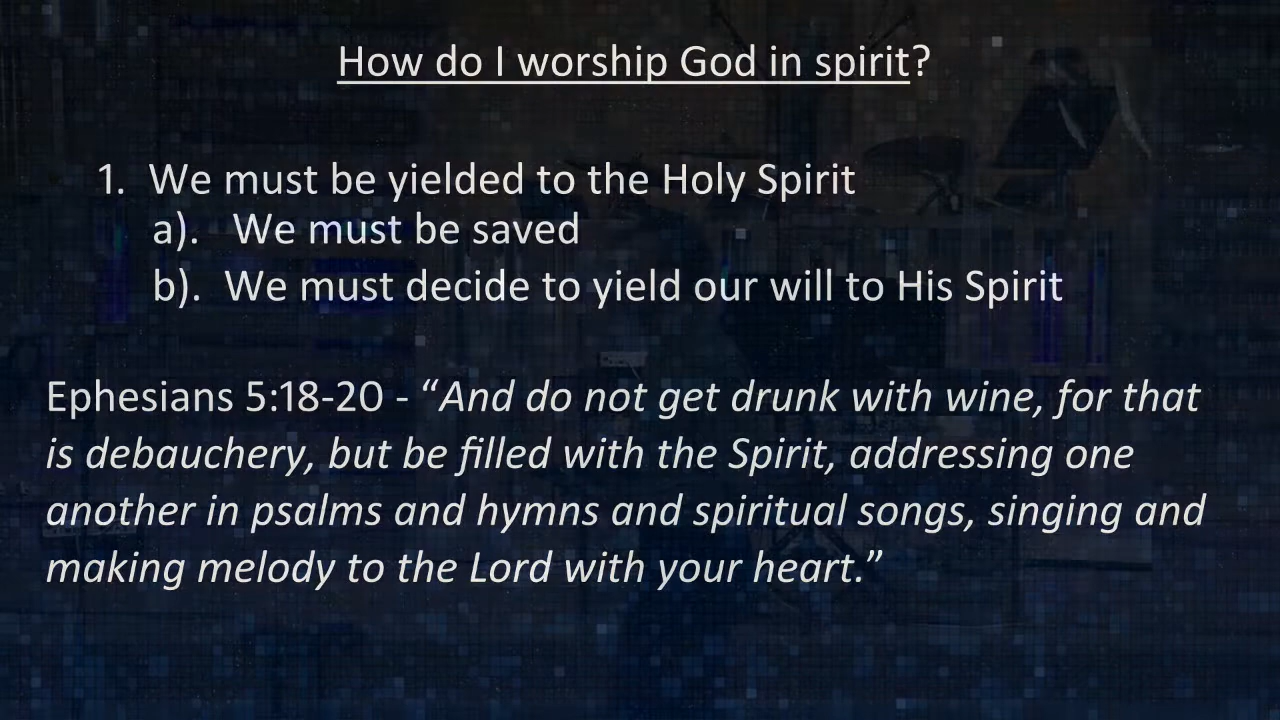 How do I worship God in spirit?
1. We must be yielded to the Holy Spirit
a). We must be saved
b). We must decide to yield our will to His Spirit
Ephesians 5:18-20 - “And do not get drunk with wine, for that
is debauchery, but be filled with the Spirit, addressing one
another in psalms and hymns and spiritual songs, singing and
making melody to the Lord with your heart.”